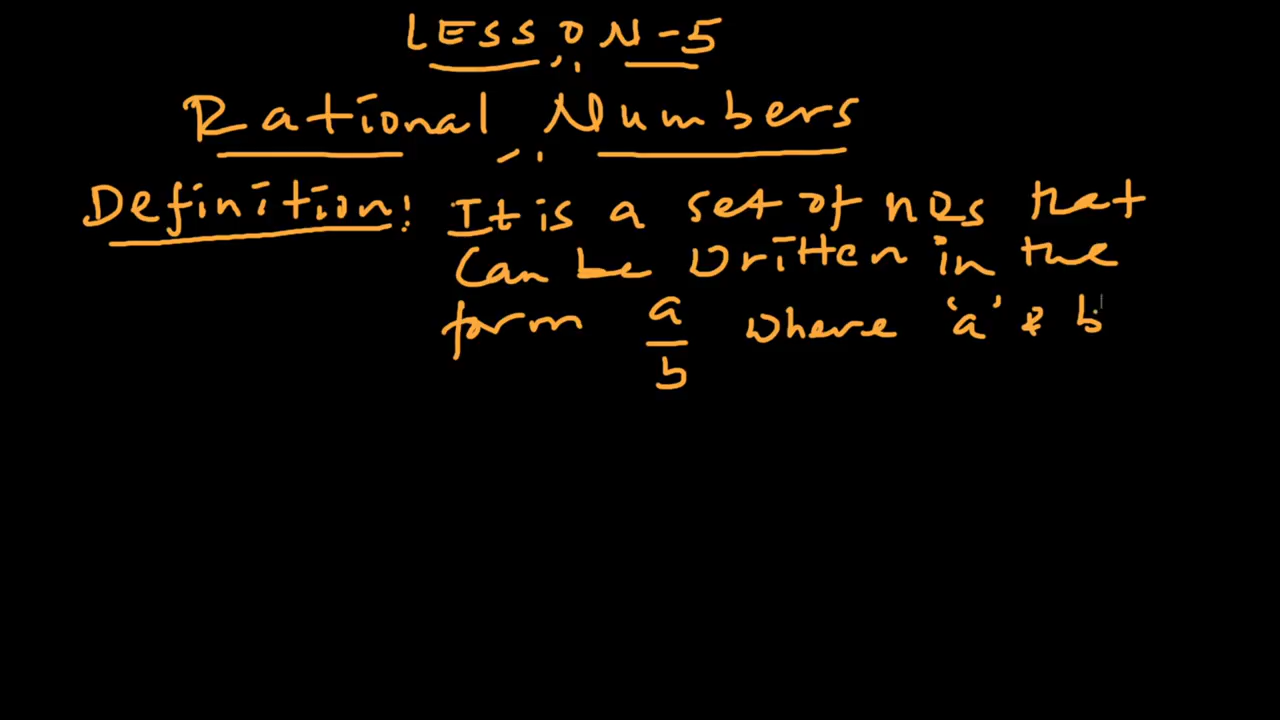 LESSON-5
Rational Numbers
Definition: It is a set of nos that
can be written in the
form a/b where 'a' & b